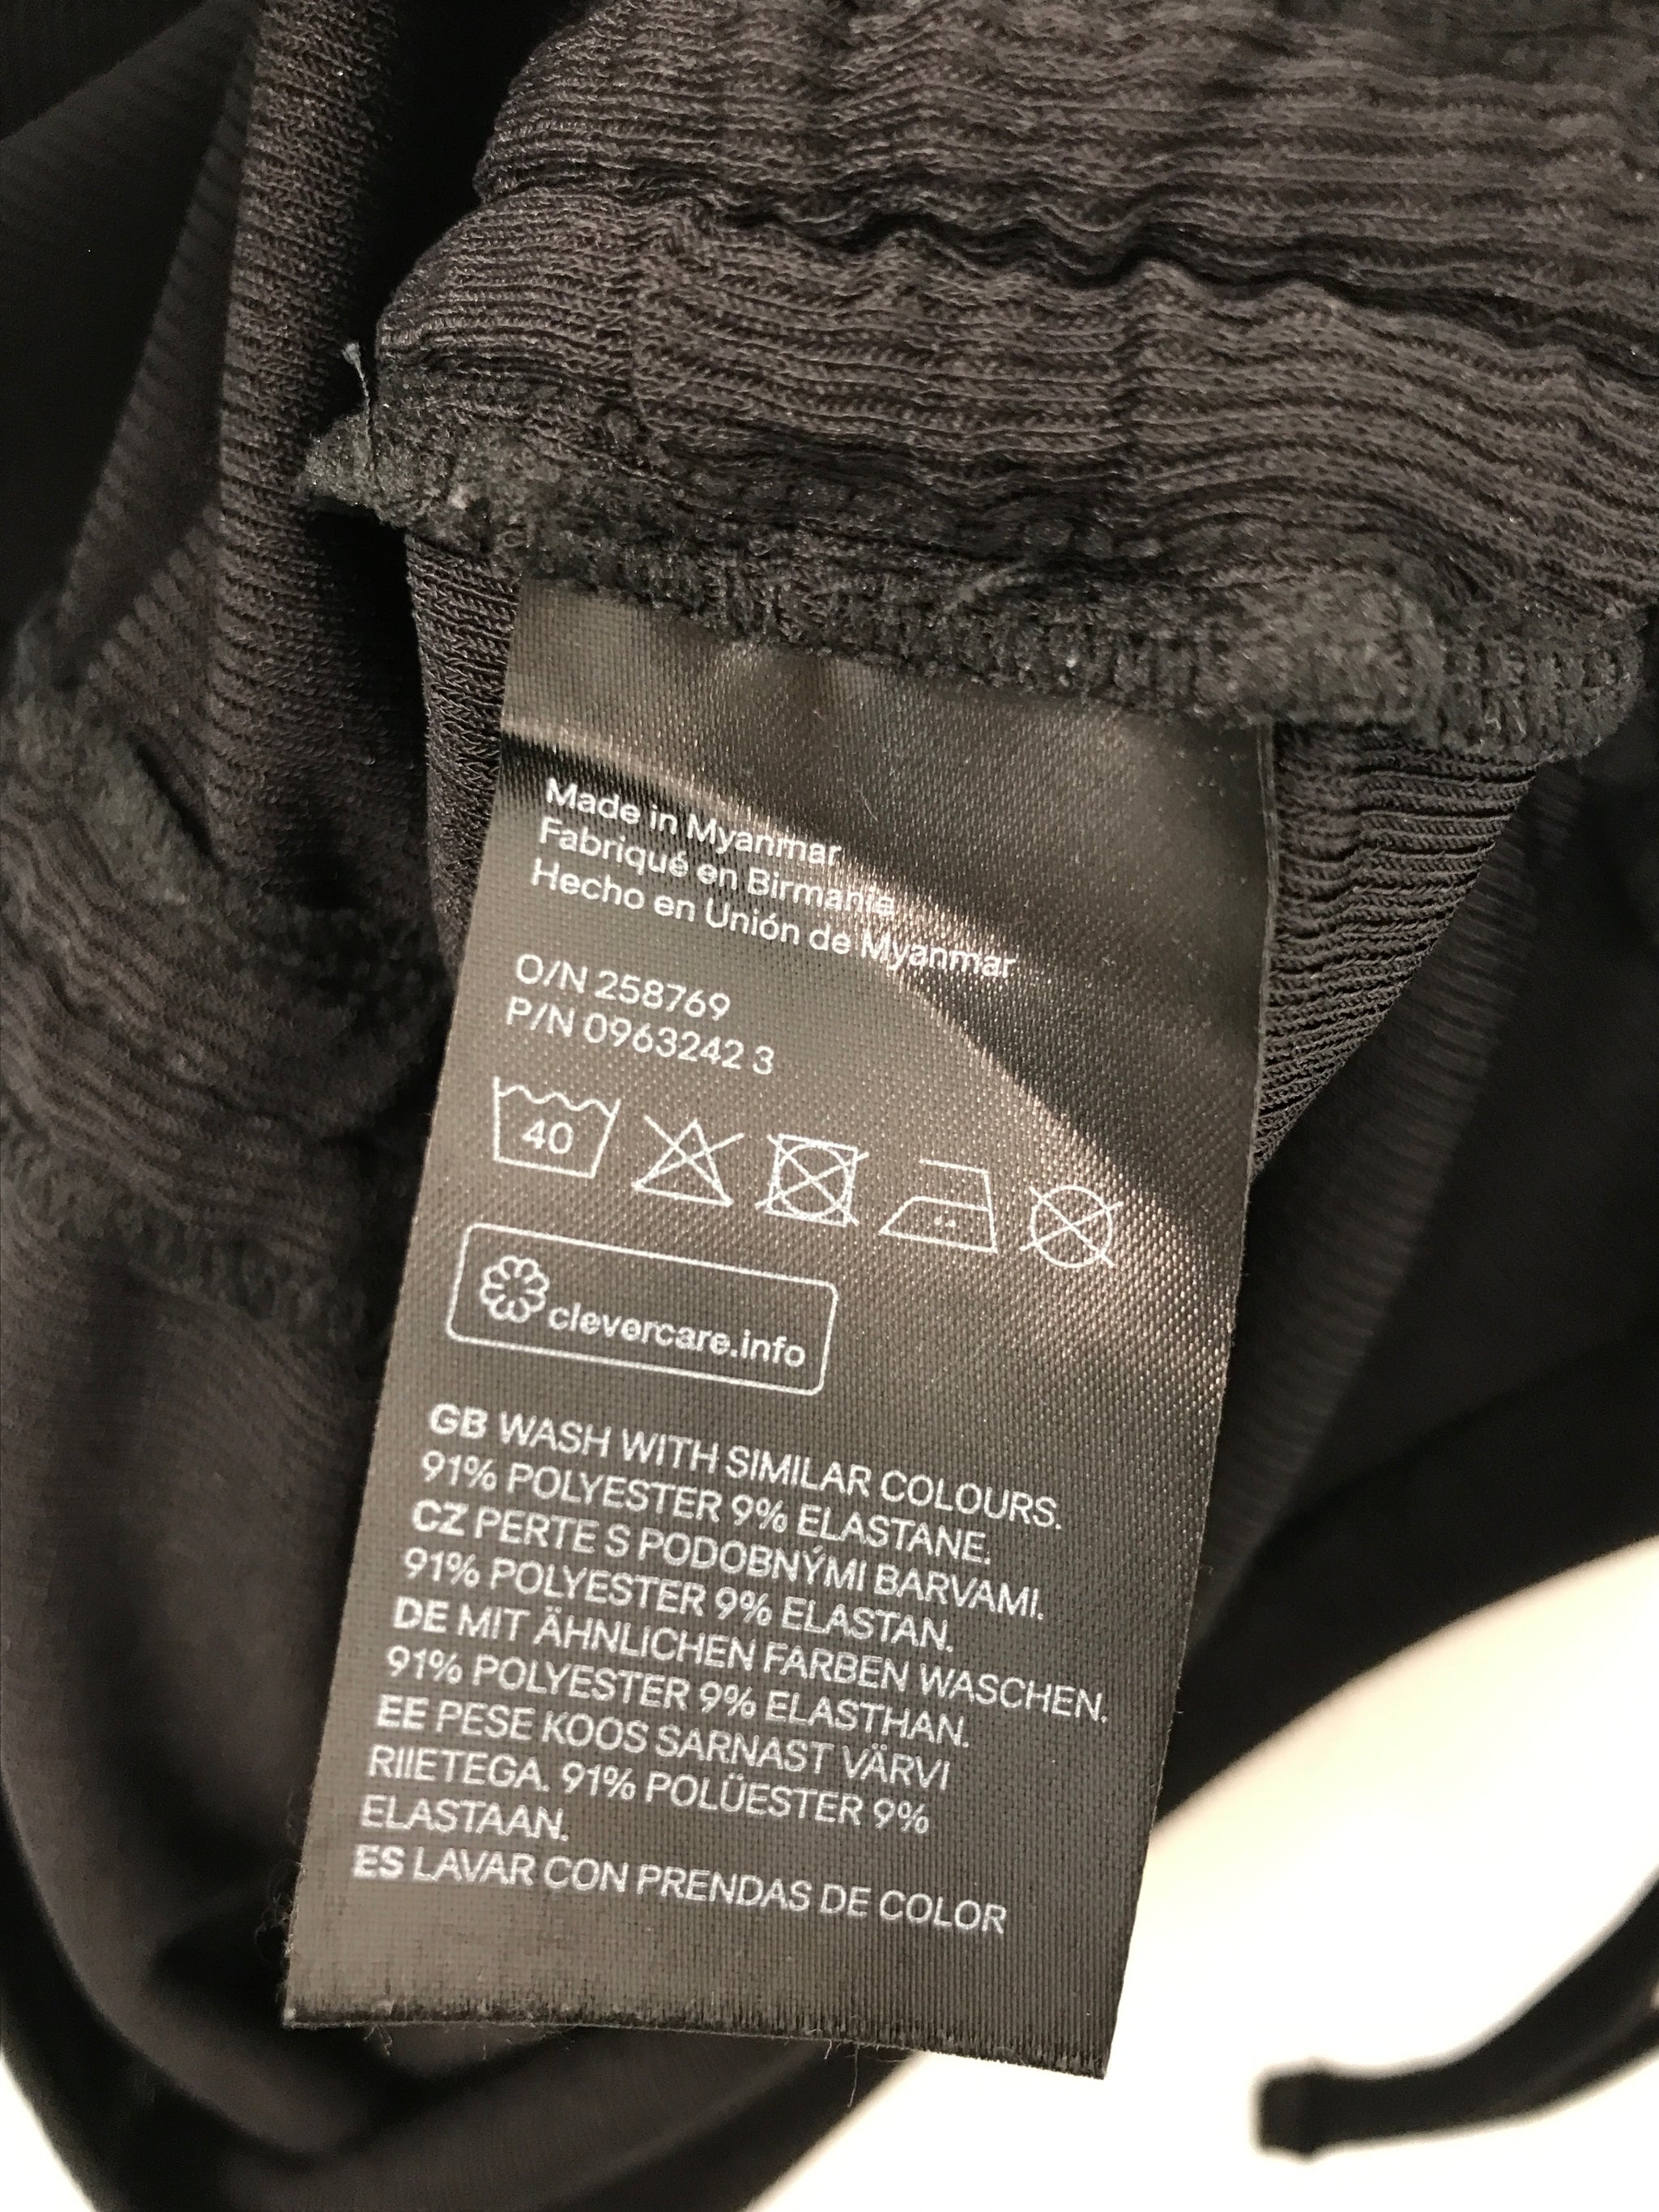 Made in Myanmar
Fabriqué en Birmanie
Hecho en Unión de Myanmar
O/N 258769
P/N 0963242 3
40
clevercare.info
GB WASH WITH SIMILAR COLOURS.
91% POLYESTER 9% ELASTANE.
CZ PERTE S PODOBNÝMI BARVAMI.
91% POLYESTER 9% ELASTAN.
DE MIT ÄHNLICHEN FARBEN WASCHEN.
91% POLYESTER 9% ELASTHAN.
EE PESE KOOS SARNAST VÄRVI
RIIETEGA. 91% POLÜESTER 9%
ELASTAAN.
ES LAVAR CON PRENDAS DE COLOR